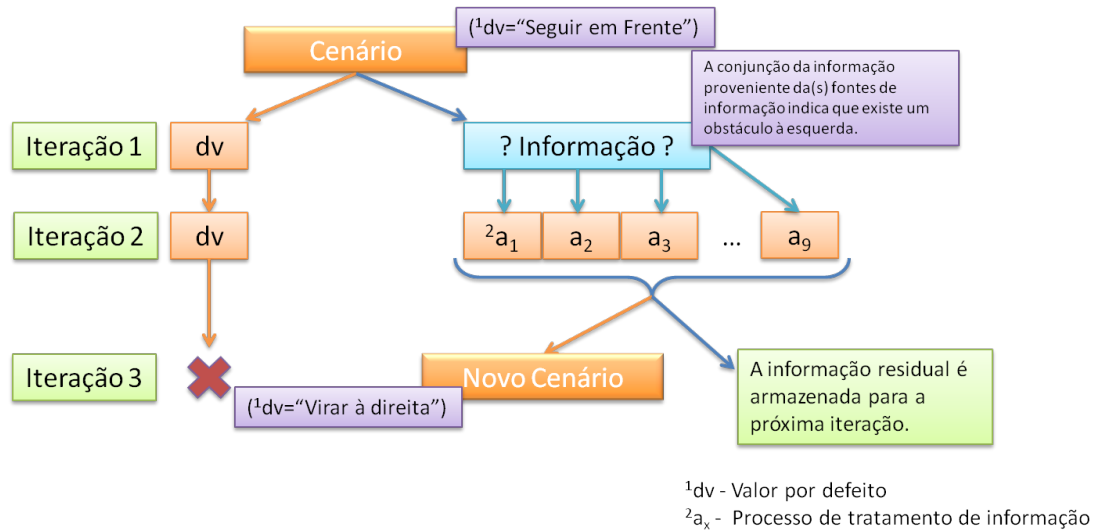 (¹dv=“Seguir em Frente”)
Cenário
A conjunção da informação
proveniente da(s) fontes de
informação indica que existe um
obstáculo à esquerda.
Iteração 1
dv
? Informação ?
Iteração 2
dv
²a₁
a₂
a₃
...
a₉
Iteração 3
Novo Cenário
(¹dv=“Virar à direita”)
A informação residual é
armazenada para a
próxima iteração.
¹dv - Valor por defeito
²aₓ - Processo de tratamento de informação